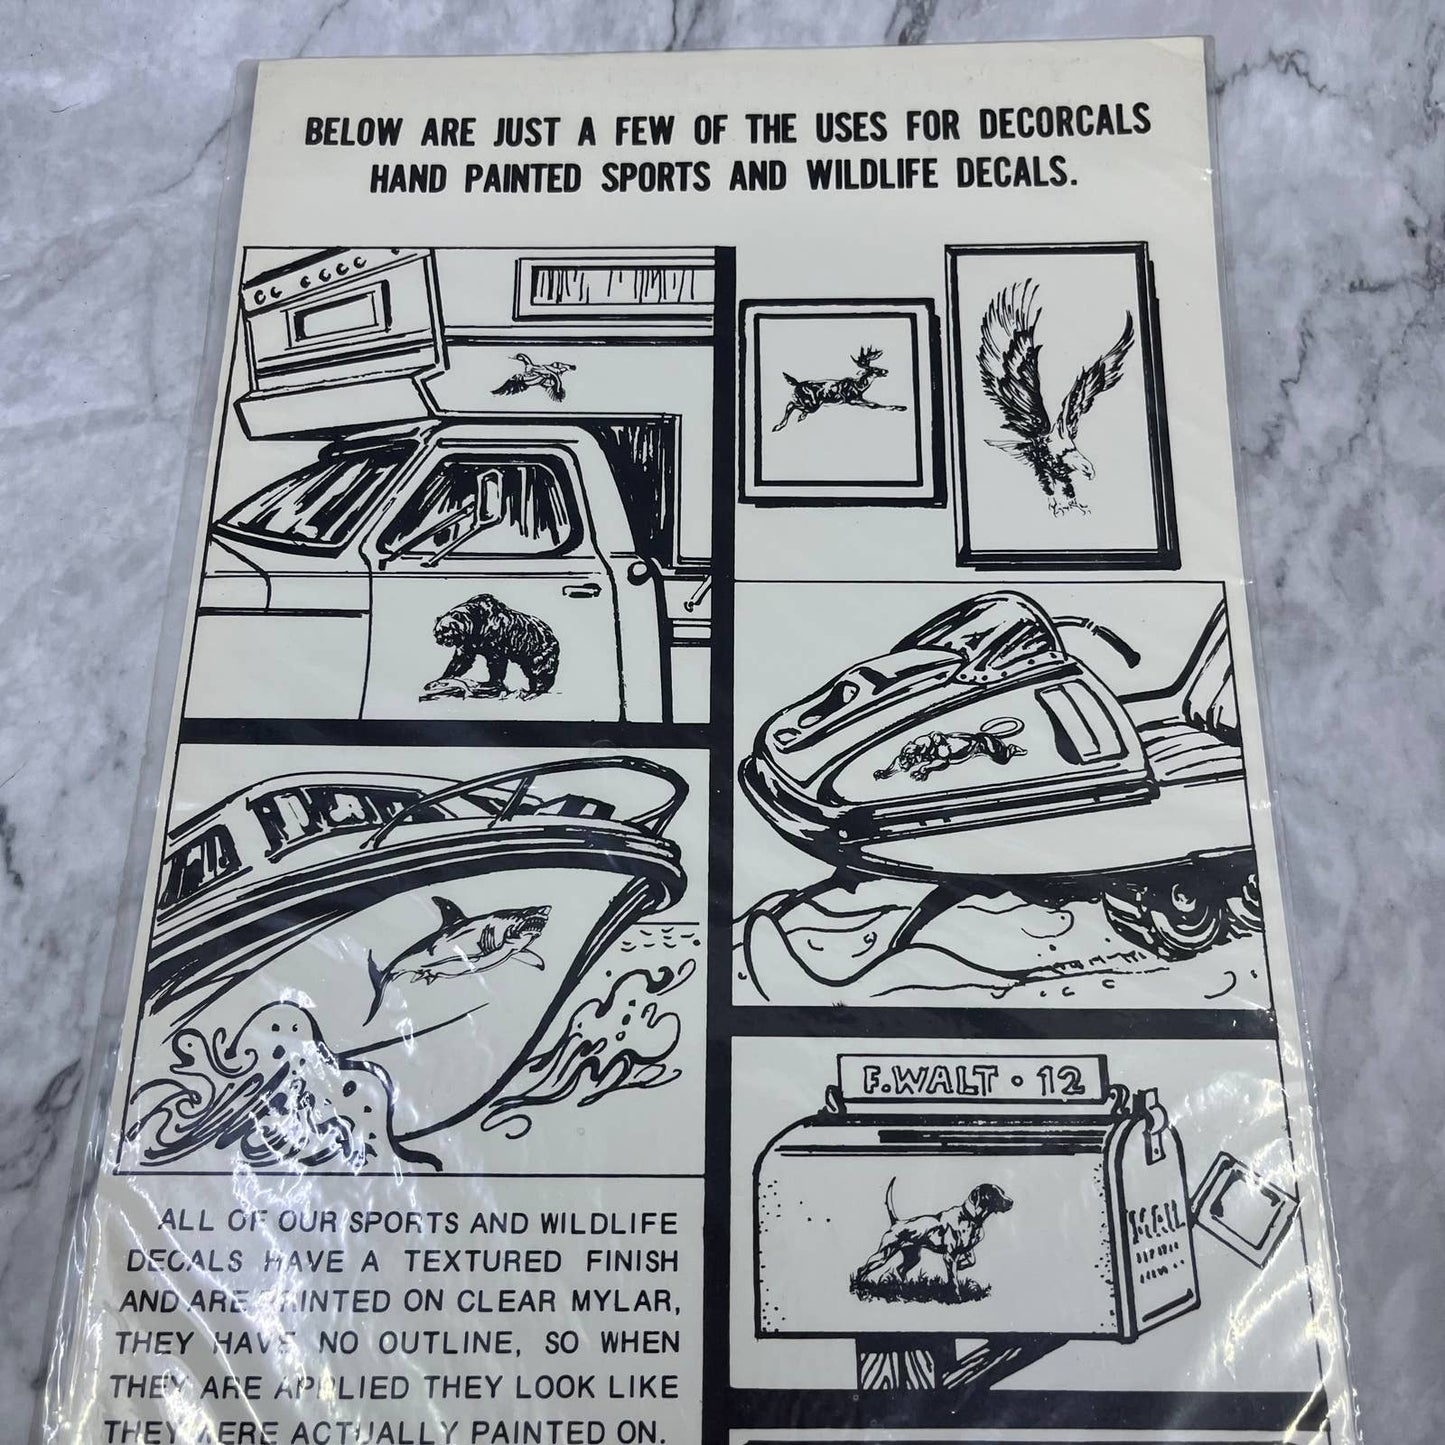 BELOW ARE JUST A FEW OF THE USES FOR DECORCALS
HAND PAINTED SPORTS AND WILDLIFE DECALS.
F. WALT • 12
MAIL
ALL OF OUR SPORTS AND WILDLIFE
DECALS HAVE A TEXTURED FINISH
AND ARE PRINTED ON CLEAR MYLAR,
THEY HAVE NO OUTLINE, SO WHEN
THEY ARE APPLIED THEY LOOK LIKE
THEY WERE ACTUALLY PAINTED ON.